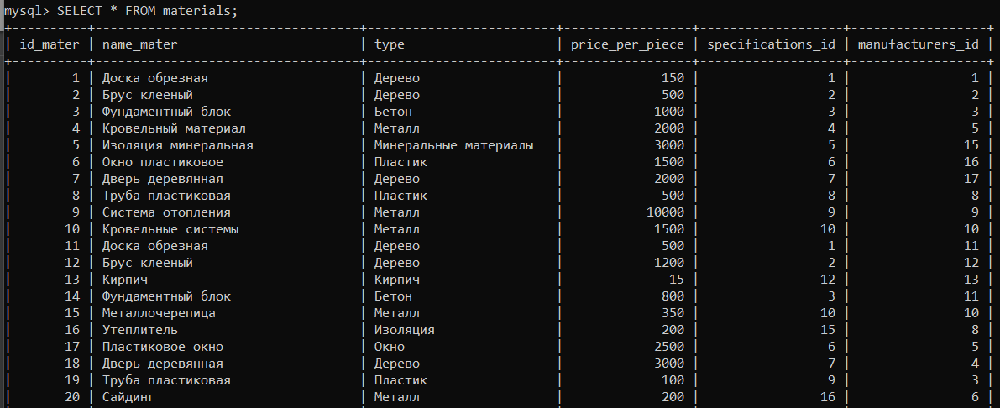 mysql> SELECT * FROM materials;
+----------+-----------------------------------+-------------------------+-----------------+-------------------+------------------+
| id_mater | name_mater | type | price_per_piece | specifications_id | manufacturers_id |
+----------+-----------------------------------+-------------------------+-----------------+-------------------+------------------+
| 1 | Доска обрезная | Дерево | 150 | 1 | 1 |
| 2 | Брус клееный | Дерево | 500 | 2 | 2 |
| 3 | Фундаментный блок | Бетон | 1000 | 3 | 3 |
| 4 | Кровельный материал | Металл | 2000 | 4 | 5 |
| 5 | Изоляция минеральная | Минеральные материалы | 3000 | 5 | 15 |
| 6 | Окно пластиковое | Пластик | 1500 | 6 | 16 |
| 7 | Дверь деревянная | Дерево | 2000 | 7 | 17 |
| 8 | Труба пластиковая | Пластик | 500 | 8 | 8 |
| 9 | Система отопления | Металл | 10000 | 9 | 9 |
| 10 | Кровельные системы | Металл | 1500 | 10 | 10 |
| 11 | Доска обрезная | Дерево | 500 | 1 | 11 |
| 12 | Брус клееный | Дерево | 1200 | 2 | 12 |
| 13 | Кирпич | Кирпич | 15 | 12 | 13 |
| 14 | Фундаментный блок | Бетон | 800 | 3 | 11 |
| 15 | Металлочерепица | Металл | 350 | 10 | 10 |
| 16 | Утеплитель | Изоляция | 200 | 15 | 8 |
| 17 | Пластиковое окно | Окно | 2500 | 6 | 5 |
| 18 | Дверь деревянная | Дерево | 3000 | 7 | 4 |
| 19 | Труба пластиковая | Пластик | 100 | 9 | 3 |
| 20 | Сайдинг | Металл | 200 | 16 | 6 |